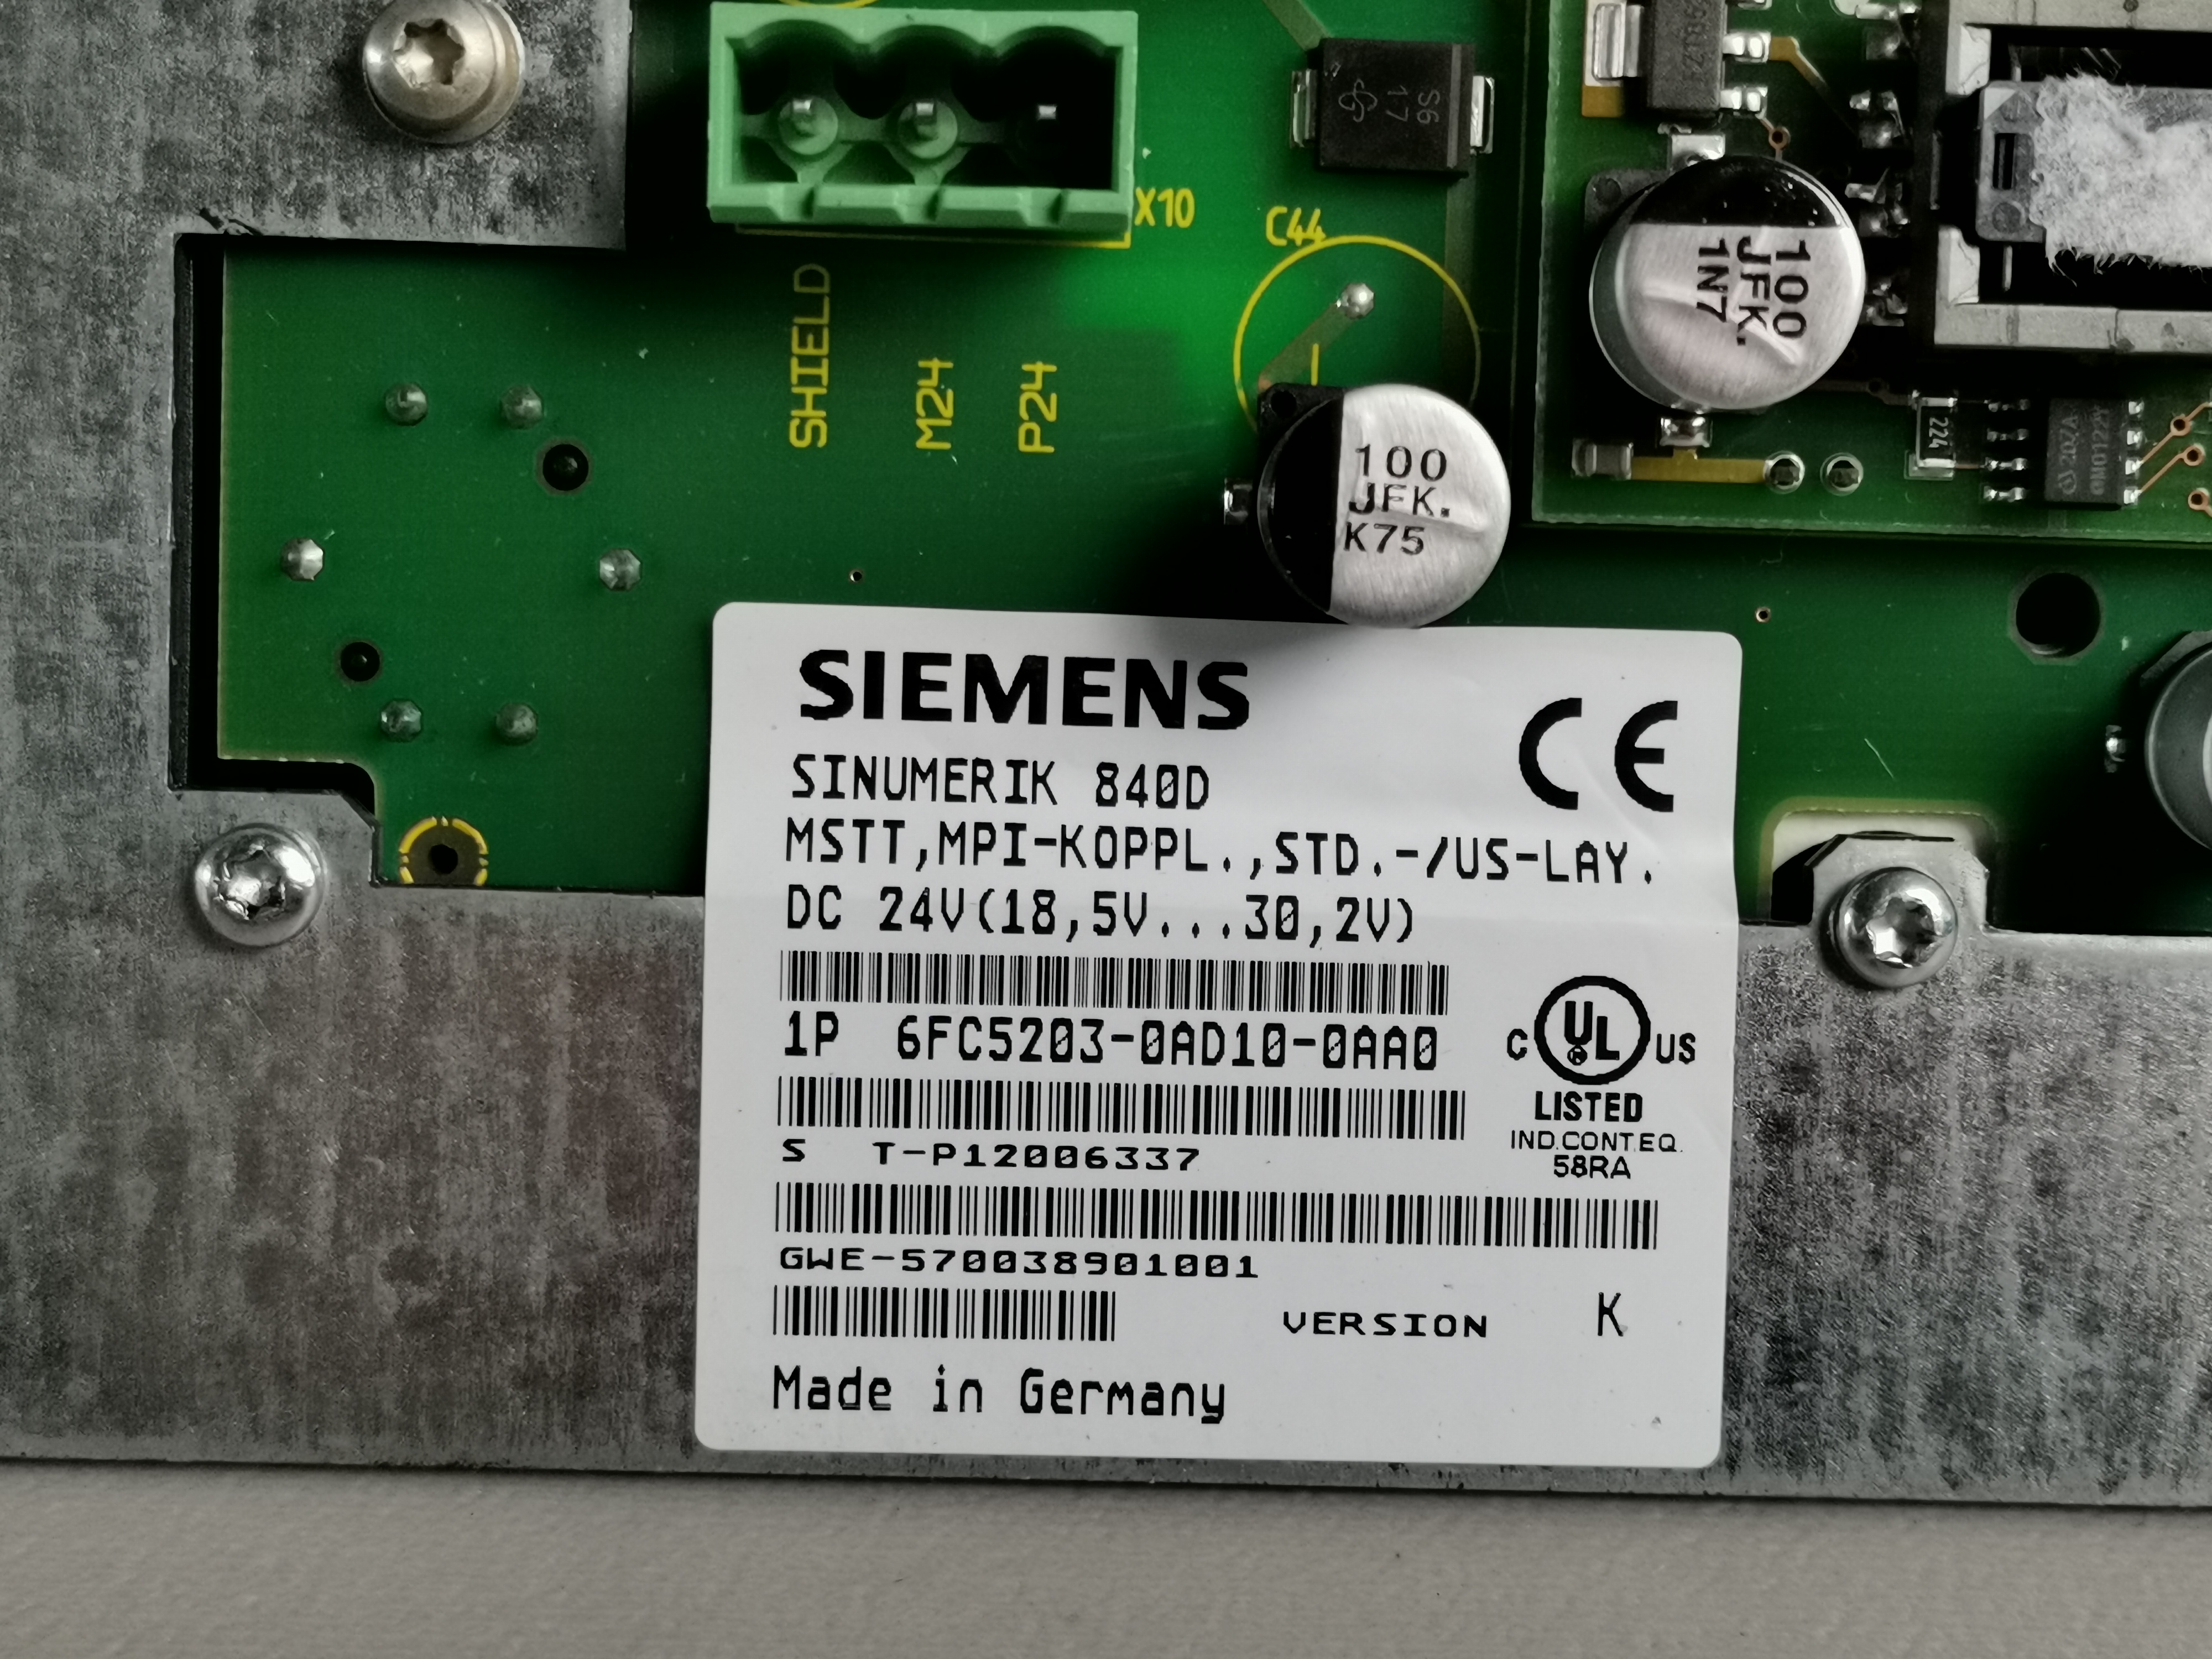 X10
C44
S6
17
SHIELD
M24
P24
100
JFK.
1N7
100
JFK.
K75
224
SIEMENS
CE
SINUMERIK 840D
MSTT,MPI-KOPPL.,STD.-/US-LAY.
DC 24V(18,5V...30,2V)
1P 6FC5203-0AD10-0AA0
C UL US
LISTED
IND.CONT.EQ.
58RA
S T-P12006337
GWE-570038901001
VERSION K
Made in Germany